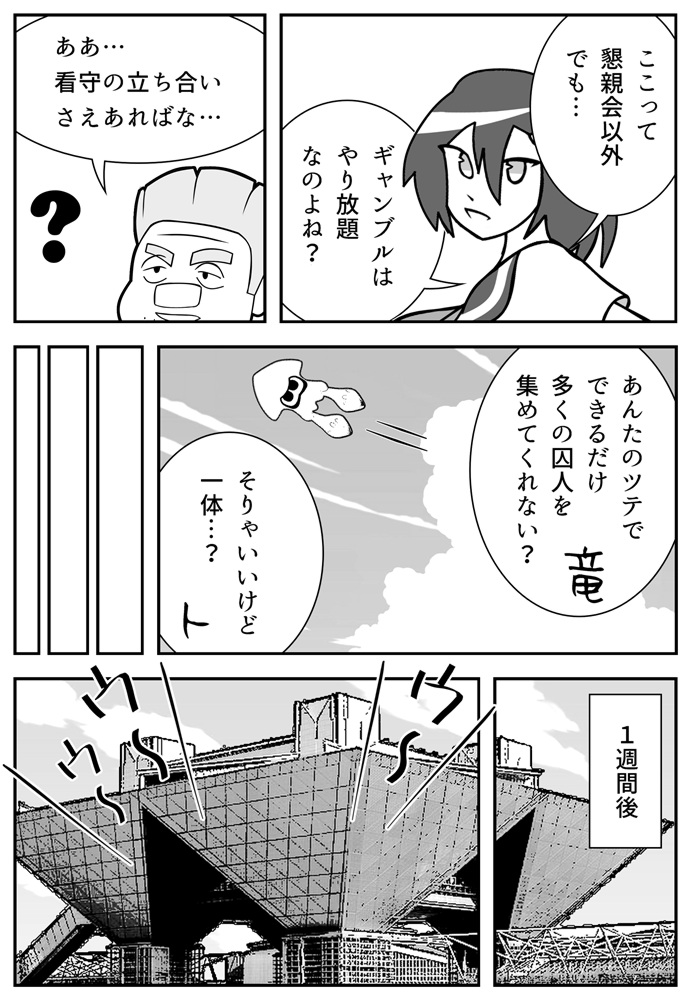 ここって
懇親会以外
でも…
ギャンブルは
やり放題
なのよね?
ああ…
看守の立ち合い
さえあればな…
?
あんたのツテで
できるだけ
多くの囚人を
集めてくれない?
竜
そりゃいいけど
一体…?
ト
1週間後
ウ〜
ウ〜